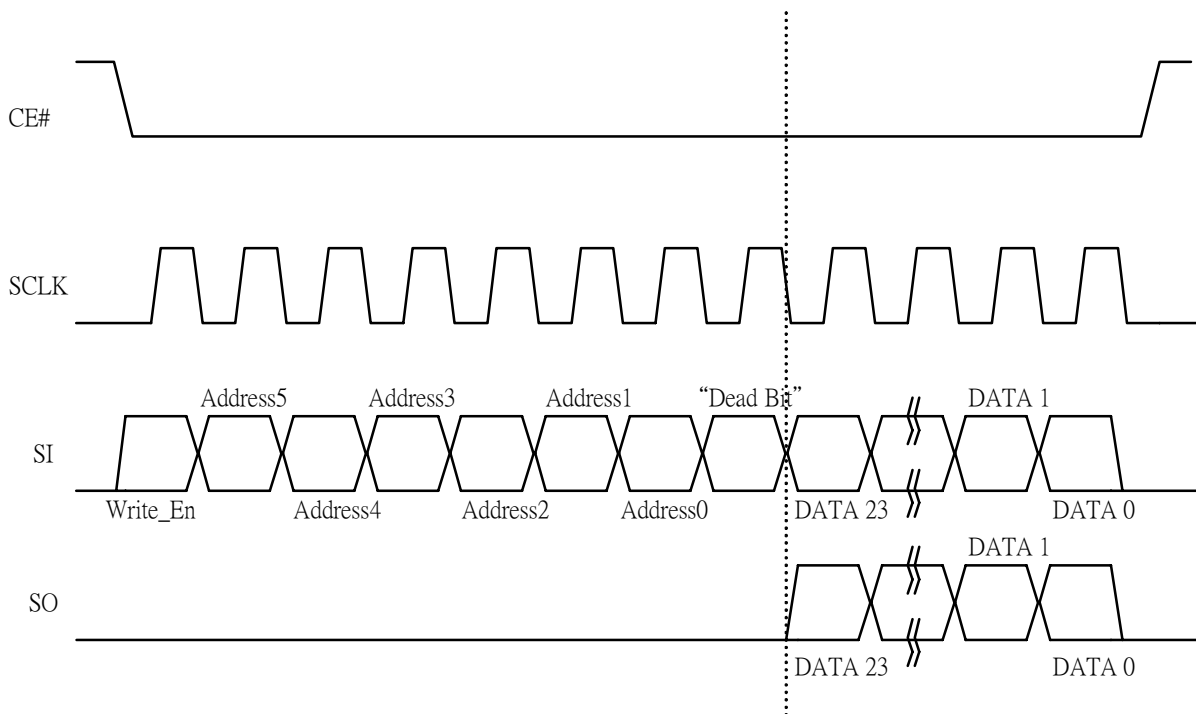 CE#
SCLK
Address5 Address3 Address1 “Dead Bit” DATA 1
SI
Write_En Address4 Address2 Address0 DATA 23 DATA 0
DATA 1
SO
DATA 23 DATA 0